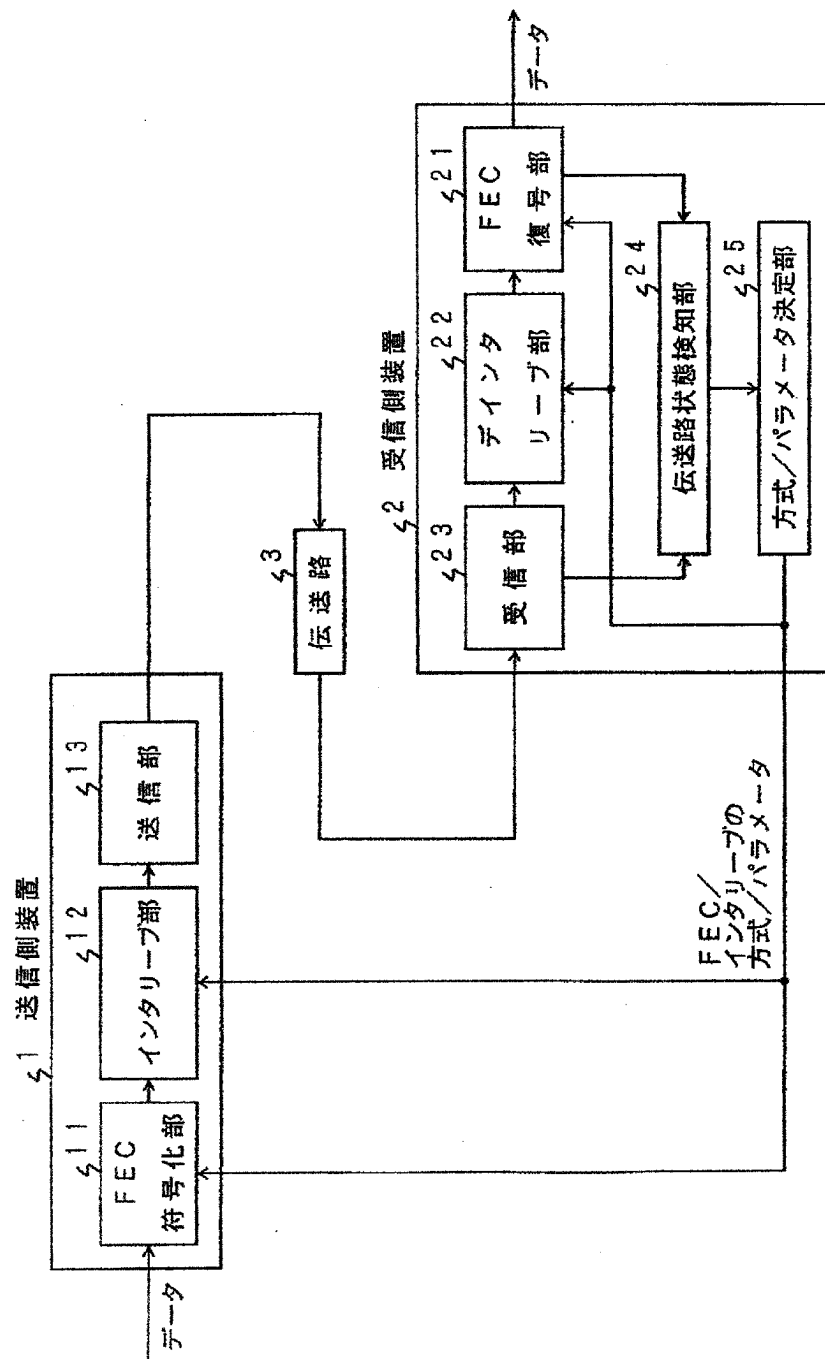 1 送信側装置
データ
11
FEC
符号化部
12
インタリーブ部
13
送信部
3
伝送路
2 受信側装置
23
受信部
22
デインタ
リーブ部
21
FEC
復号部
データ
24
伝送路状態検知部
25
方式/パラメータ決定部
FEC/
インタリーブの
方式/パラメータ